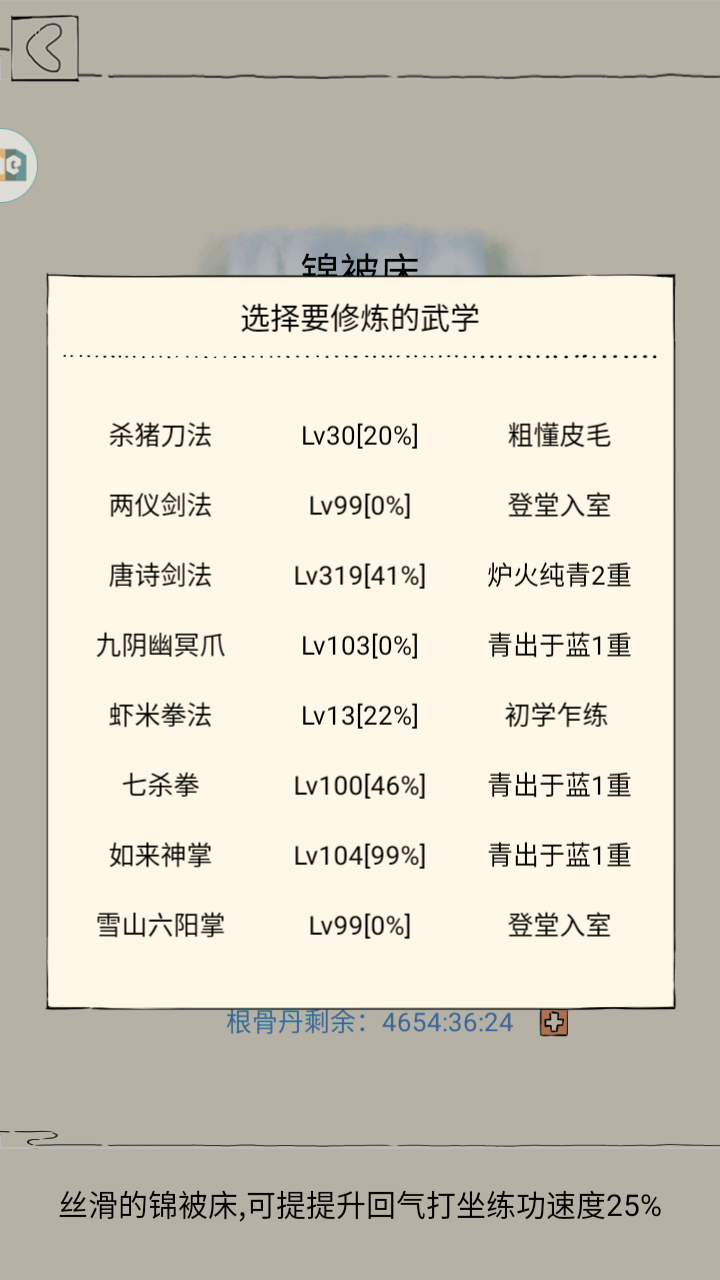 锦被床
选择要修炼的武学
杀猪刀法 Lv30[20%] 粗懂皮毛
两仪剑法 Lv99[0%] 登堂入室
唐诗剑法 Lv319[41%] 炉火纯青2重
九阴幽冥爪 Lv103[0%] 青出于蓝1重
虾米拳法 Lv13[22%] 初学乍练
七杀拳 Lv100[46%] 青出于蓝1重
如来神掌 Lv104[99%] 青出于蓝1重
雪山六阳掌 Lv99[0%] 登堂入室
根骨丹剩余：4654:36:24
丝滑的锦被床,可提提升回气打坐练功速度25%